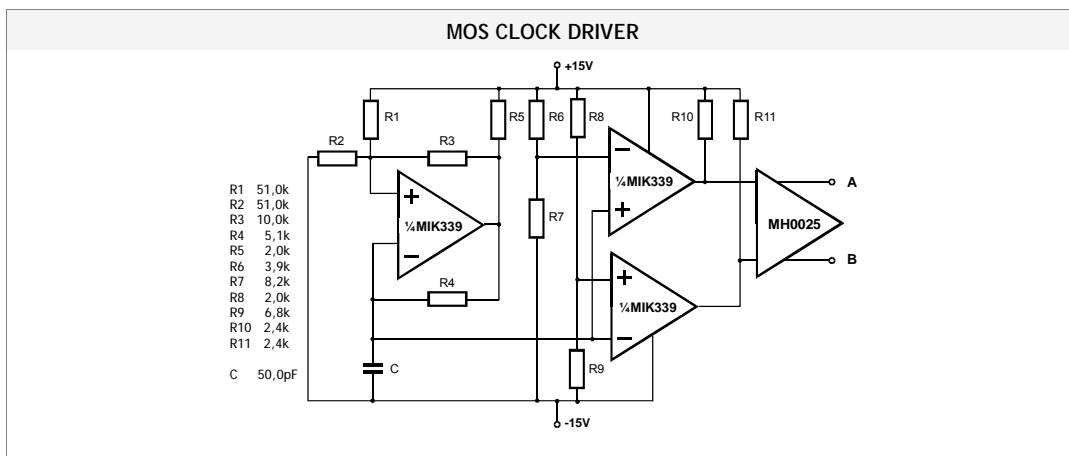 MOS CLOCK DRIVER
+15V
R1
R5
R6
R8
R10
R11
R2
R3
−
¼MIK339
+
A
+
¼MIK339
−
R7
MH0025
B
R1 51,0k
R2 51,0k
R3 10,0k
R4 5,1k
R5 2,0k
R6 3,9k
R7 8,2k
R8 2,0k
R9 6,8k
R10 2,4k
R11 2,4k
C 50,0pF
R4
+
¼MIK339
−
C
R9
-15V